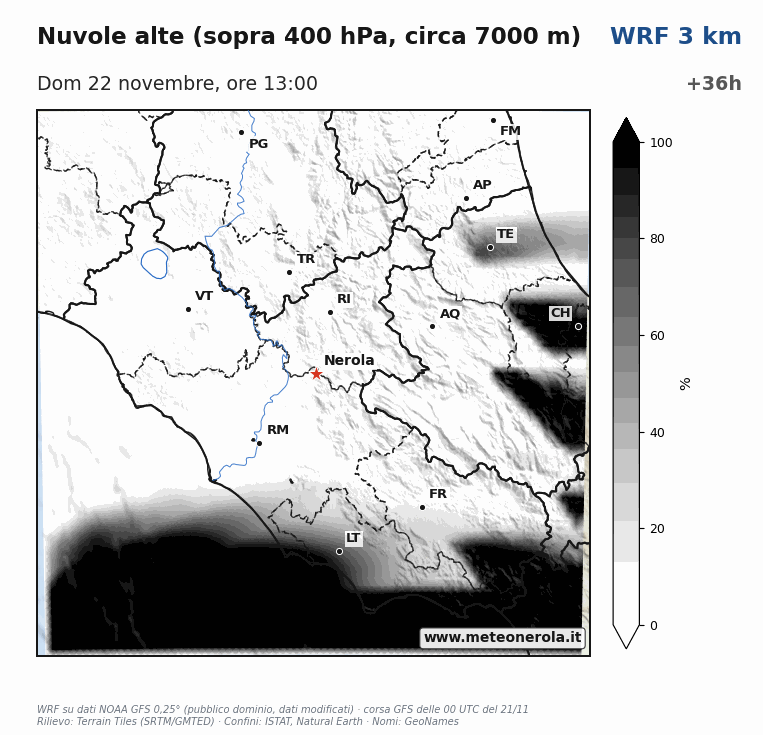 Nuvole alte (sopra 400 hPa, circa 7000 m) WRF 3 km
Dom 22 novembre, ore 13:00 +36h
FM
PG
AP
TE
TR
VT
RI
AQ
CH
Nerola
RM
FR
LT
www.meteonerola.it
100
80
60
40
20
0
%
WRF su dati NOAA GFS 0,25° (pubblico dominio, dati modificati) · corsa GFS delle 00 UTC del 21/11
Rilievo: Terrain Tiles (SRTM/GMTED) · Confini: ISTAT, Natural Earth · Nomi: GeoNames